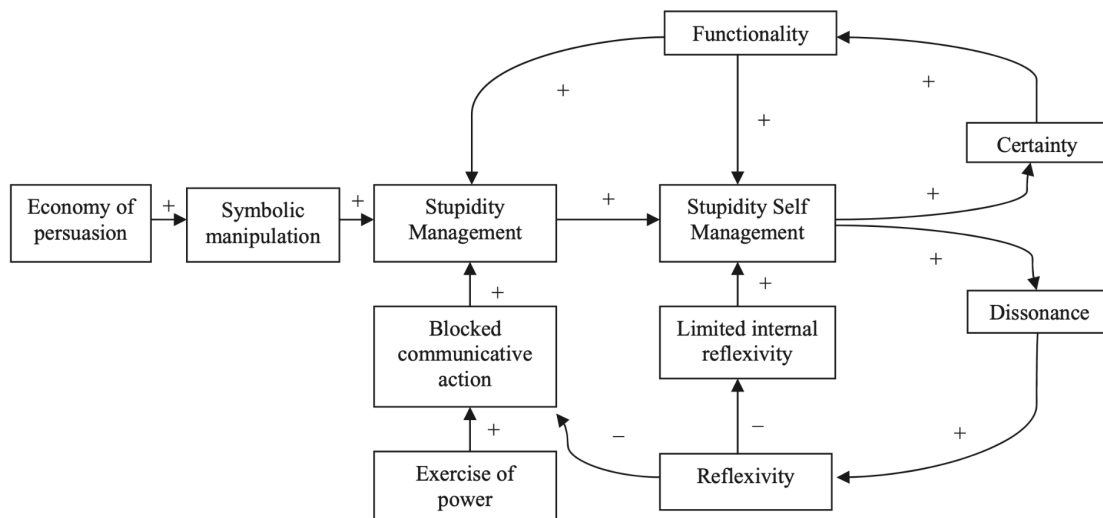 Functionality
+
+
+
Certainty
Economy of
persuasion
+
Symbolic
manipulation
+
Stupidity
Management
+
Stupidity Self
Management
+
+
Dissonance
+
Blocked
communicative
action
+
Limited internal
reflexivity
+
Exercise of
power
–
–
Reflexivity
+